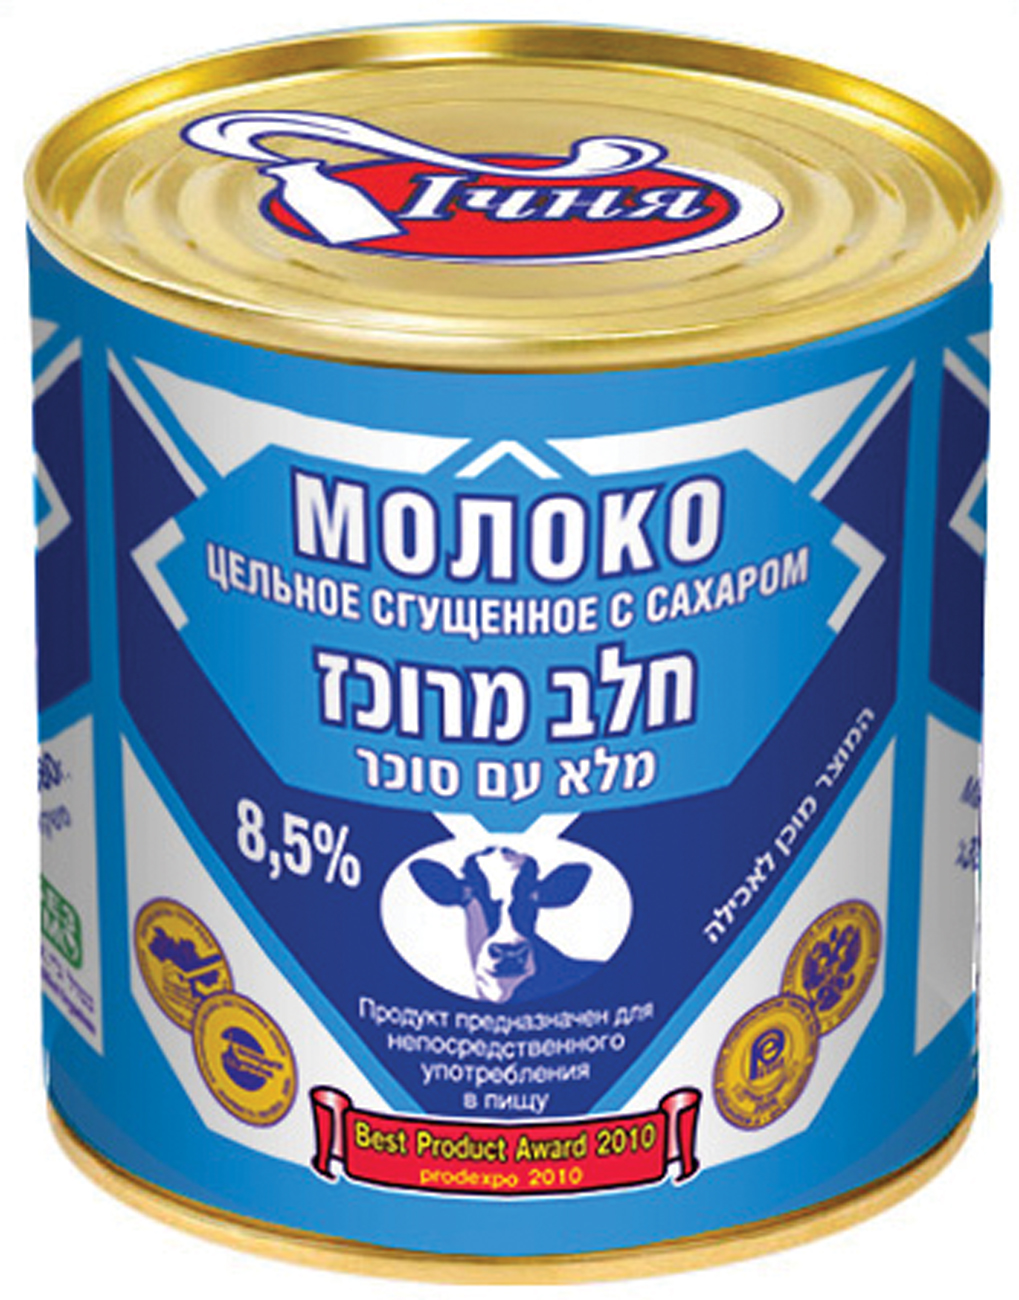 Ічня
МОЛОКО
ЦЕЛЬНОЕ СГУЩЕННОЕ С САХАРОМ
חלב מרוכז
מלא עם סוכר
8,5%
המוצר מוכן לאכילה
Продукт предназначен для
непосредственного
употребления
в пищу
Best Product Award 2010
prodexpo 2010